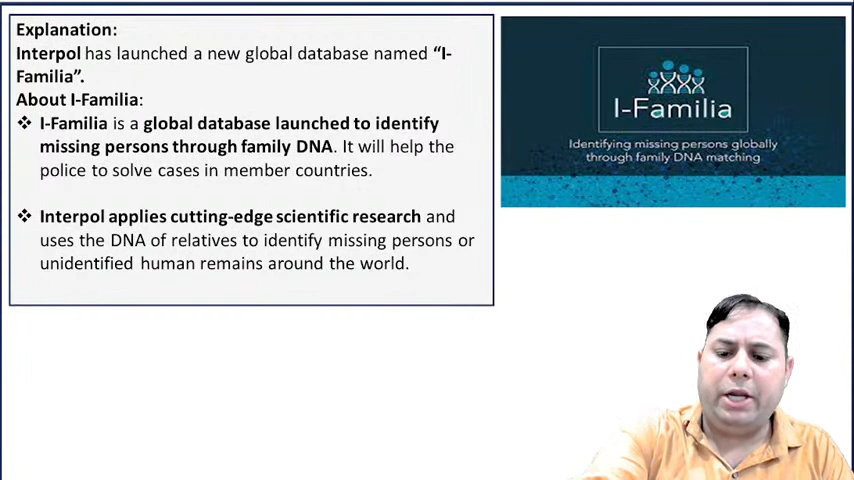 Explanation:
Interpol has launched a new global database named “I-
Familia”.
About I-Familia:
❖ I-Familia is a global database launched to identify
missing persons through family DNA. It will help the
police to solve cases in member countries.
❖ Interpol applies cutting-edge scientific research and
uses the DNA of relatives to identify missing persons or
unidentified human remains around the world.
I-Familia
Identifying missing persons globally
through family DNA matching